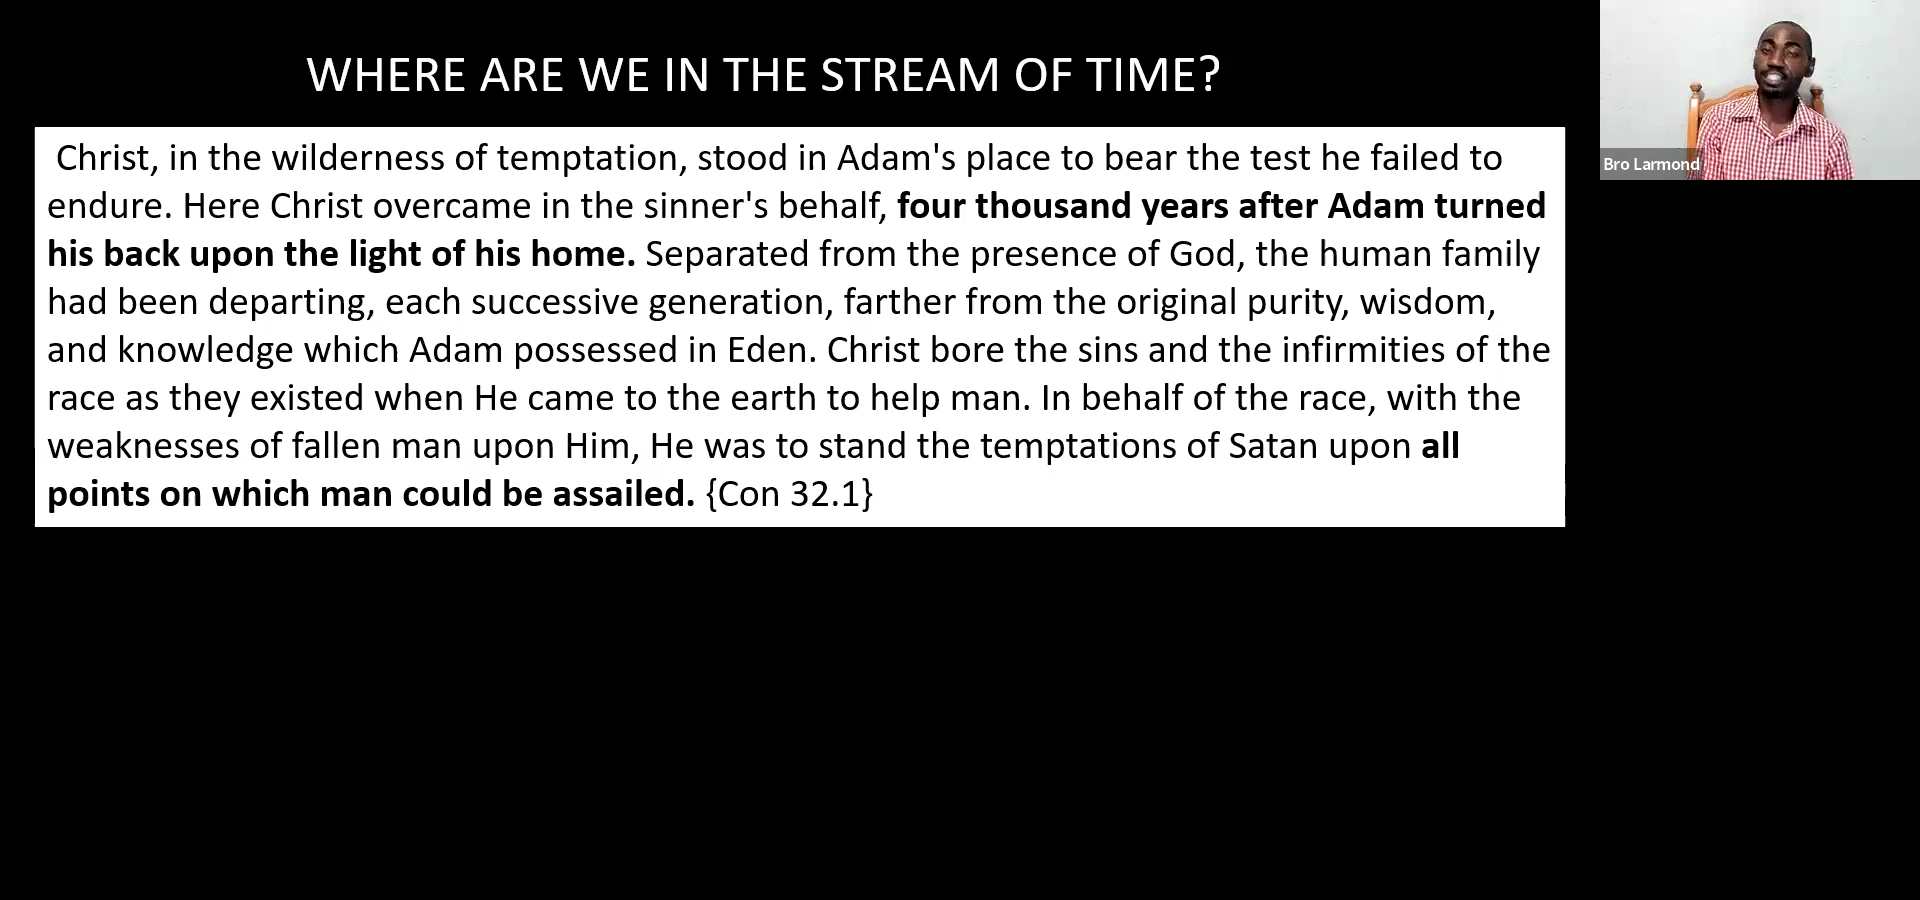 WHERE ARE WE IN THE STREAM OF TIME?
Christ, in the wilderness of temptation, stood in Adam's place to bear the test he failed to
endure. Here Christ overcame in the sinner's behalf, four thousand years after Adam turned
his back upon the light of his home. Separated from the presence of God, the human family
had been departing, each successive generation, farther from the original purity, wisdom,
and knowledge which Adam possessed in Eden. Christ bore the sins and the infirmities of the
race as they existed when He came to the earth to help man. In behalf of the race, with the
weaknesses of fallen man upon Him, He was to stand the temptations of Satan upon all
points on which man could be assailed. {Con 32.1}
Bro Larmond